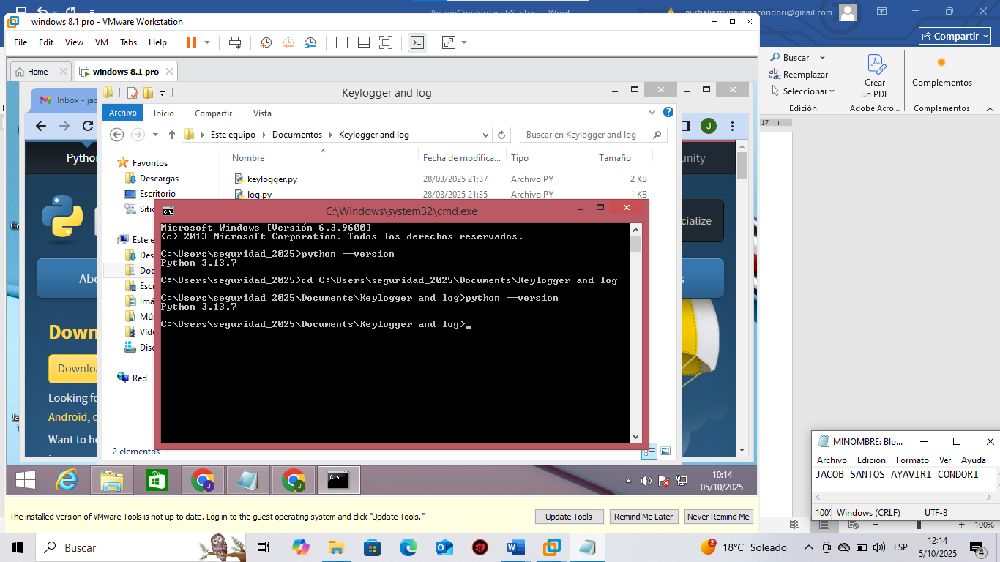 AyaviriCondoriJacobSantos - Word
misheljazminayaviricondori@gmail.com
windows 8.1 pro - VMware Workstation
Compartir
File Edit View VM Tabs Help
Home
windows 8.1 pro
Buscar
Reemplazar
Seleccionar
Edición
Crear
un PDF
Adobe Acro...
Complementos
Complementos
17
Inbox - jac
Keylogger and log
Archivo Inicio Compartir Vista
J
Este equipo Documentos Keylogger and log
Buscar en Keylogger and log
Pytho
unity
Favoritos
Descargas
Escritorio
Sitio
Nombre Fecha de modifica... Tipo Tamaño
keylogger.py 28/03/2025 21:37 Archivo PY 2 KB
log.py 28/03/2025 21:35 Archivo PY 1 KB
Go
cialize
Este e
Des
Doc
Escr
Imá
Mú
Víde
Disc
Red
Abo
s
Down
Downloa
Looking fo
Android, o
Want to he
Ja
2 elementos
C:\Windows\system32\cmd.exe
Microsoft Windows [Versión 6.3.9600]
(c) 2013 Microsoft Corporation. Todos los derechos reservados.
C:\Users\seguridad_2025>python --version
Python 3.13.7
C:\Users\seguridad_2025>cd C:\Users\seguridad_2025\Documents\Keylogger and log
C:\Users\seguridad_2025\Documents\Keylogger and log>python --version
Python 3.13.7
C:\Users\seguridad_2025\Documents\Keylogger and log>_
10:14
05/10/2025
MINOMBRE: Blo...
Archivo Edición Formato Ver Ayuda
JACOB SANTOS AYAVIRI CONDORI
100% Windows (CRLF) UTF-8
The installed version of VMware Tools is not up to date. Log in to the guest operating system and click "Update Tools."
Update Tools
Remind Me Later
Never Remind Me
100%
Buscar
2
18°C Soleado
ESP
12:14
5/10/2025
4